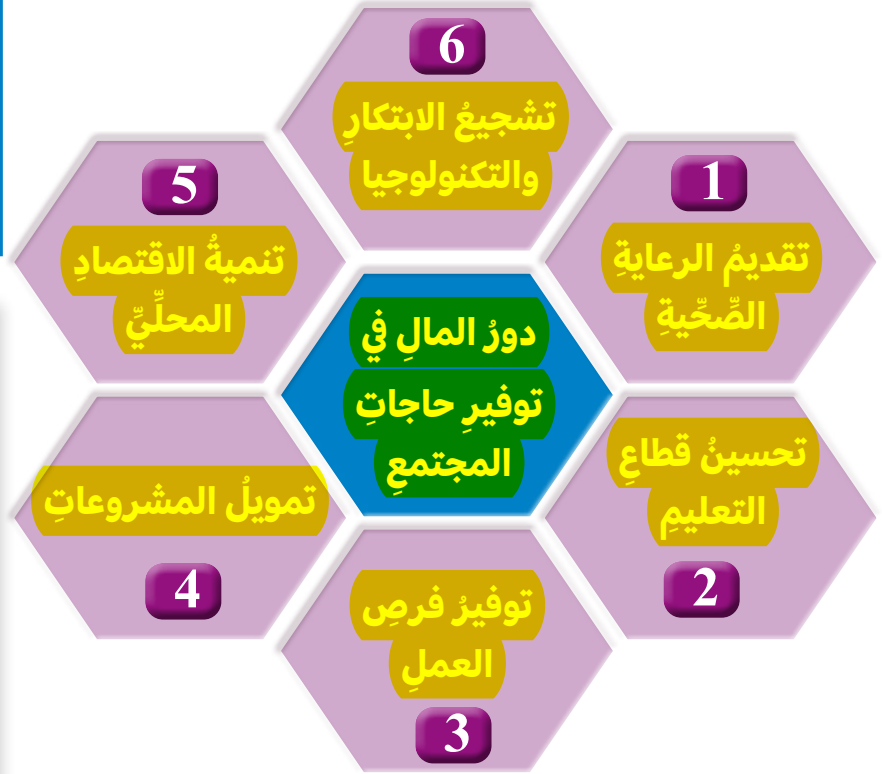 دورُ المالِ في
توفيرِ حاجاتِ
المجتمعِ
1
تقديمُ الرعايةِ
الصِّحِّيةِ
تحسينُ قطاعِ
التعليمِ
2
توفيرُ فرصِ
العملِ
3
تمويلُ المشروعاتِ
4
5
تنميةُ الاقتصادِ
المحلِّيِّ
6
تشجيعُ الابتكارِ
والتكنولوجيا